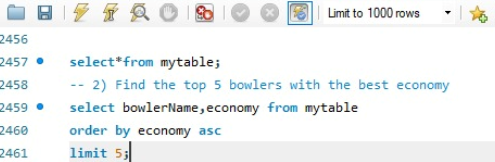 Limit to 1000 rows
2456
2457 select*from mytable;
2458 -- 2) Find the top 5 bowlers with the best economy
2459 select bowlerName,economy from mytable
2460 order by economy asc
2461 limit 5;